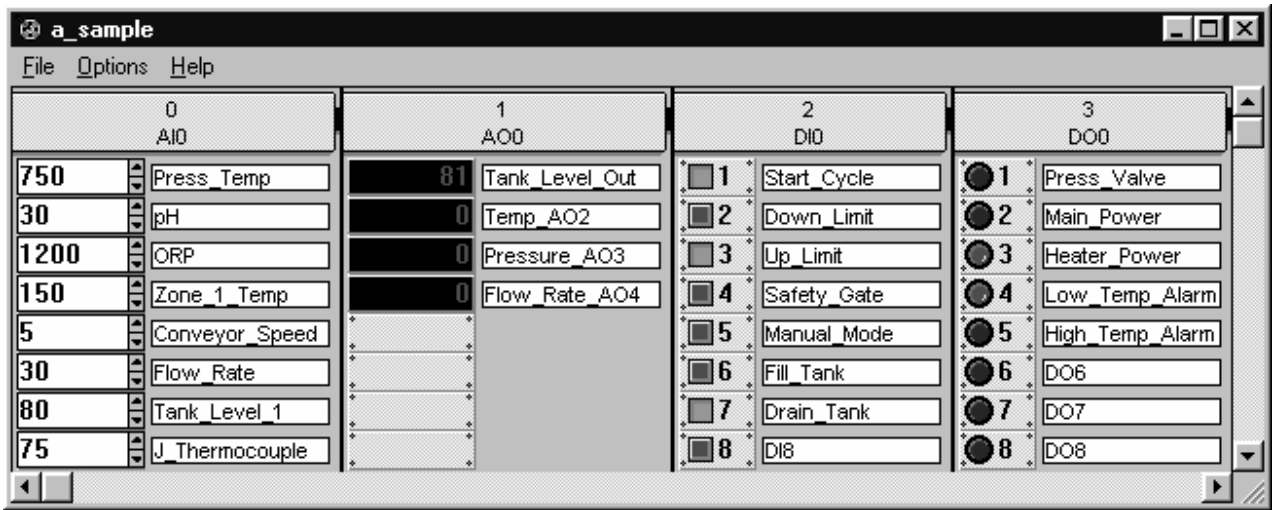 a_sample
File Options Help
0 1 2 3
AI0 AO0 DI0 DO0
750 Press_Temp 81 Tank_Level_Out 1 Start_Cycle 1 Press_Valve
30 pH 0 Temp_AO2 2 Down_Limit 2 Main_Power
1200 ORP 0 Pressure_AO3 3 Up_Limit 3 Heater_Power
150 Zone_1_Temp 0 Flow_Rate_AO4 4 Safety_Gate 4 Low_Temp_Alarm
5 Conveyor_Speed 5 Manual_Mode 5 High_Temp_Alarm
30 Flow_Rate 6 Fill_Tank 6 DO6
80 Tank_Level_1 7 Drain_Tank 7 DO7
75 J_Thermocouple 8 DI8 8 DO8